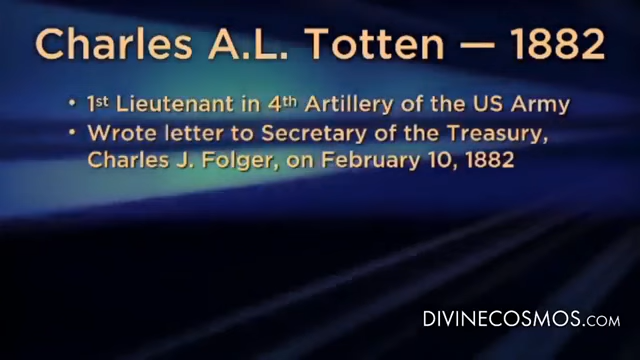 Charles A.L. Totten — 1882
• 1st Lieutenant in 4th Artillery of the US Army
• Wrote letter to Secretary of the Treasury,
Charles J. Folger, on February 10, 1882
DIVINECOSMOS.COM